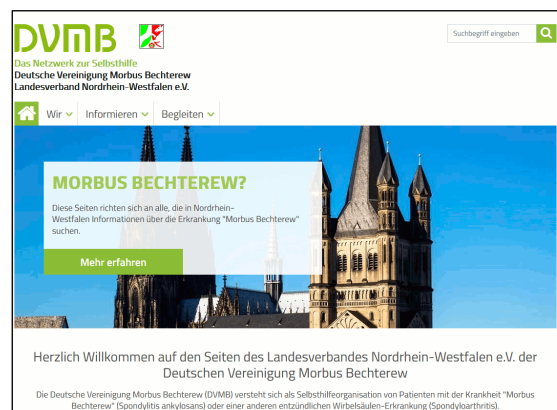 DVMB
Suchbegriff eingeben
Das Netzwerk zur Selbsthilfe
Deutsche Vereinigung Morbus Bechterew
Landesverband Nordrhein-Westfalen e.V.
Wir
Informieren
Begleiten
MORBUS BECHTEREW?
Diese Seiten richten sich an alle, die in Nordrhein-
Westfalen Informationen über die Erkrankung "Morbus Bechterew"
suchen.
Mehr erfahren
Herzlich Willkommen auf den Seiten des Landesverbandes Nordrhein-Westfalen e.V. der
Deutschen Vereinigung Morbus Bechterew
Die Deutsche Vereinigung Morbus Bechterew (DVMB) versteht sich als Selbsthilfeorganisation von Patienten mit der Krankheit "Morbus
Bechterew" (Spondylitis ankylosans) oder einer anderen entzündlichen Wirbelsäulen-Erkrankung (Spondyloarthritis).